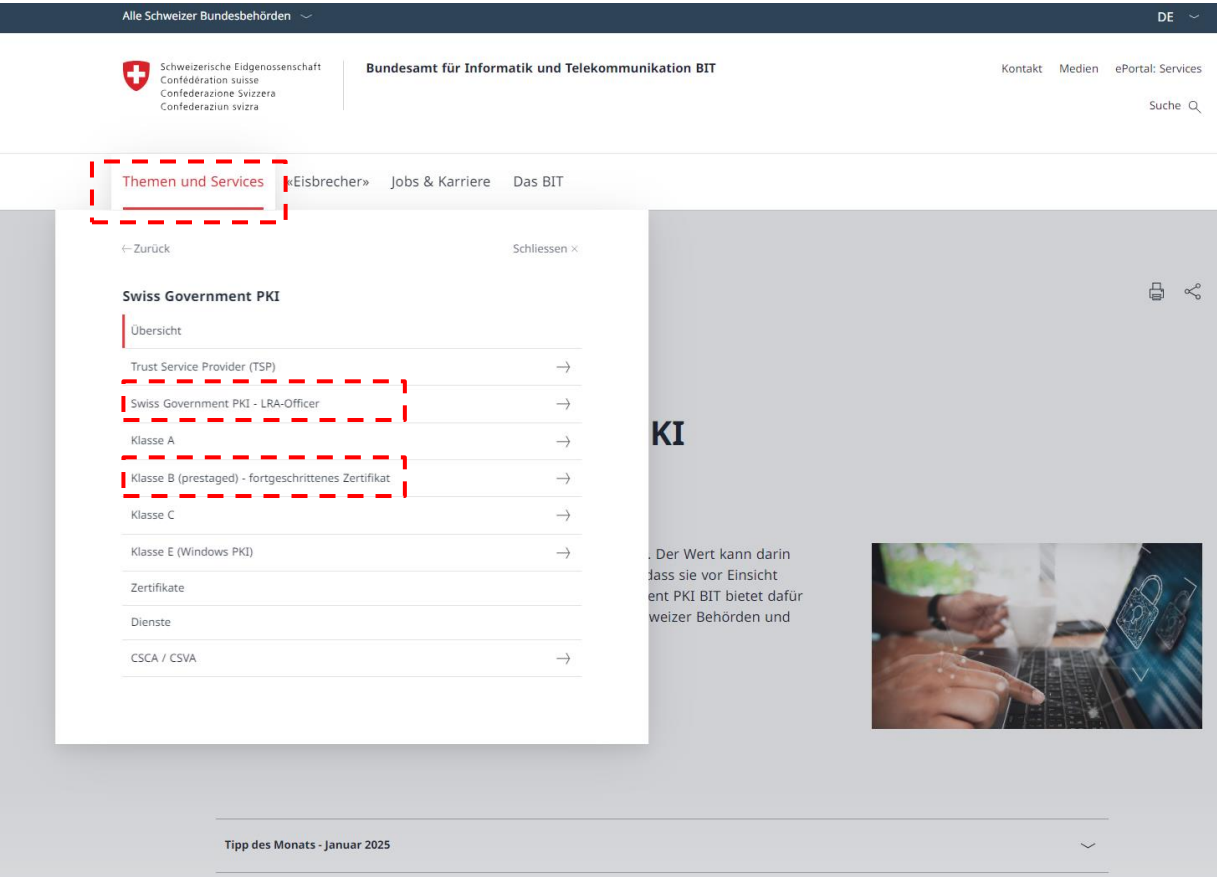 Alle Schweizer Bundesbehörden
DE
Schweizerische Eidgenossenschaft
Confédération suisse
Confederazione Svizzera
Confederaziun svizra
Bundesamt für Informatik und Telekommunikation BIT
Kontakt Medien ePortal: Services
Suche
Themen und Services «Eisbrecher» Jobs & Karriere Das BIT
← Zurück
Schliessen ×
Swiss Government PKI
Übersicht
Trust Service Provider (TSP) →
Swiss Government PKI - LRA-Officer →
Klasse A →
Klasse B (prestaged) - fortgeschrittenes Zertifikat →
Klasse C →
Klasse E (Windows PKI) →
Zertifikate
Dienste
CSCA / CSVA →
KI
. Der Wert kann darin
dass sie vor Einsicht
ent PKI BIT bietet dafür
weizer Behörden und
Tipp des Monats - Januar 2025